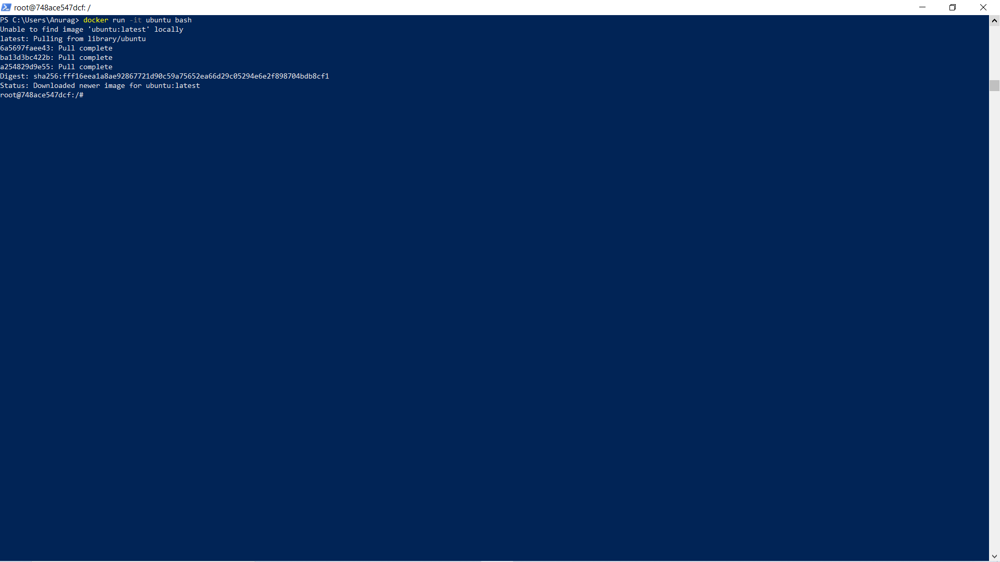 root@748ace547dcf: /
PS C:\Users\Anurag> docker run -it ubuntu bash
Unable to find image 'ubuntu:latest' locally
latest: Pulling from library/ubuntu
6a5697faee43: Pull complete
ba13d3bc422b: Pull complete
a254829d9e55: Pull complete
Digest: sha256:fff16eea1a8ae92867721d90c59a75652ea66d29c05294e6e2f898704bdb8cf1
Status: Downloaded newer image for ubuntu:latest
root@748ace547dcf:/#